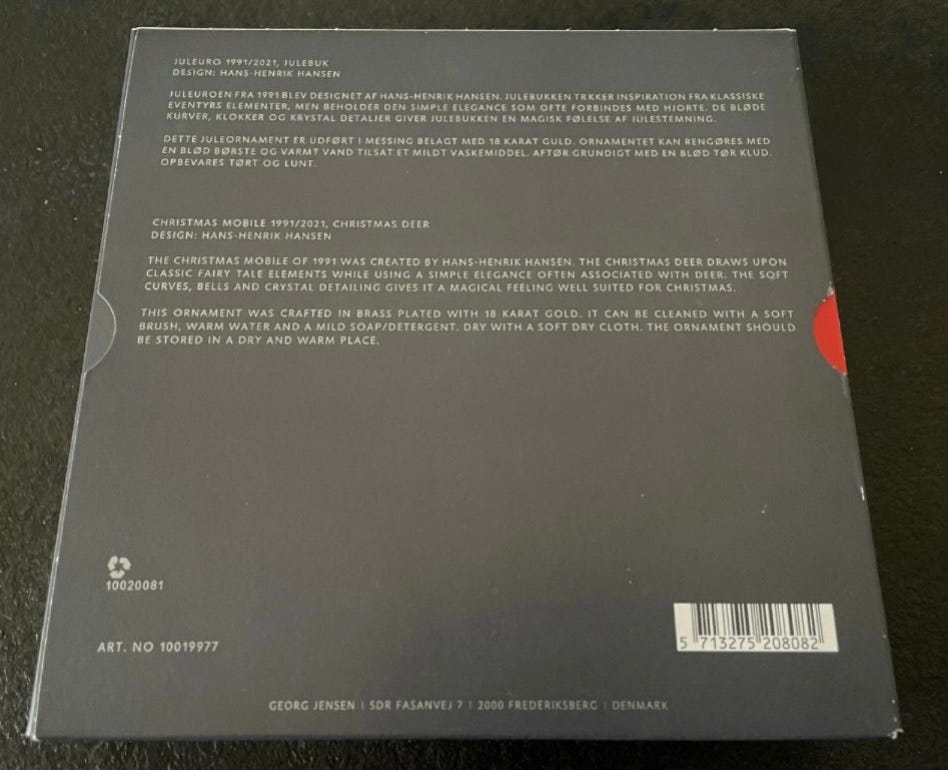 JULEURO 1991/2021, JULEBUK
DESIGN: HANS-HENRIK HANSEN
JULEUROEN FRA 1991 BLEV DESIGNET AF HANS-HENRIK HANSEN. JULEBUKKEN TRKKER INSPIRATION FRA KLASSISKE
EVENTYRS ELEMENTER, MEN BEHOLDER DEN SIMPLE ELEGANCE SOM OFTE FORBINDES MED HJORTE. DE BLØDE
KURVER, KLOKKER OG KRYSTAL DETALJER GIVER JULEBUKKEN EN MAGISK FØLELSE AF JULESTEMNING.
DETTE JULEORNAMENT ER UDFØRT I MESSING BELAGT MED 18 KARAT GULD. ORNAMENTET KAN RENGØRES MED
EN BLØD BØRSTE OG VARMT VAND TILSAT ET MILDT VASKEMIDDEL. AFTØR GRUNDIGT MED EN BLØD TØR KLUD.
OPBEVARES TØRT OG LUNT.
CHRISTMAS MOBILE 1991/2021, CHRISTMAS DEER
DESIGN: HANS-HENRIK HANSEN
THE CHRISTMAS MOBILE OF 1991 WAS CREATED BY HANS-HENRIK HANSEN. THE CHRISTMAS DEER DRAWS UPON
CLASSIC FAIRY TALE ELEMENTS WHILE USING A SIMPLE ELEGANCE OFTEN ASSOCIATED WITH DEER. THE SOFT
CURVES, BELLS AND CRYSTAL DETAILING GIVES IT A MAGICAL FEELING WELL SUITED FOR CHRISTMAS.
THIS ORNAMENT WAS CRAFTED IN BRASS PLATED WITH 18 KARAT GOLD. IT CAN BE CLEANED WITH A SOFT
BRUSH, WARM WATER AND A MILD SOAP/DETERGENT. DRY WITH A SOFT DRY CLOTH. THE ORNAMENT SHOULD
BE STORED IN A DRY AND WARM PLACE.
10020081
ART. NO 10019977
5 713275 208082
GEORG JENSEN | SDR FASANVEJ 7 | 2000 FREDERIKSBERG | DENMARK